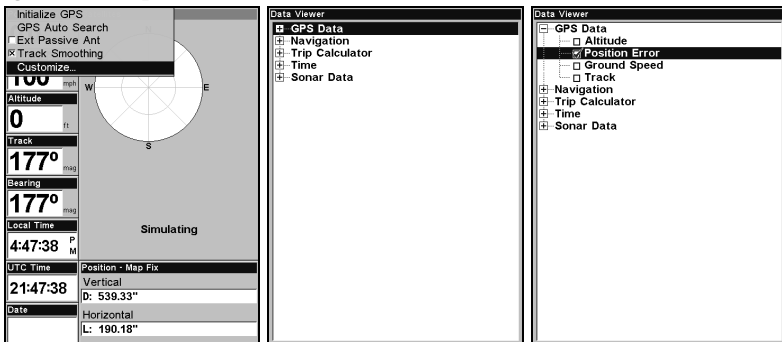 Initialize GPS
GPS Auto Search
Ext Passive Ant
Track Smoothing
Customize...
100 mph
W
E
S
Altitude
0 ft
Track
177° mag
Bearing
177° mag
Simulating
Local Time
4:47:38 PM
UTC Time
21:47:38
Date
Position - Map Fix
Vertical
D: 539.33"
Horizontal
L: 190.18"
Data Viewer
GPS Data
Navigation
Trip Calculator
Time
Sonar Data
Data Viewer
GPS Data
Altitude
Position Error
Ground Speed
Track
Navigation
Trip Calculator
Time
Sonar Data